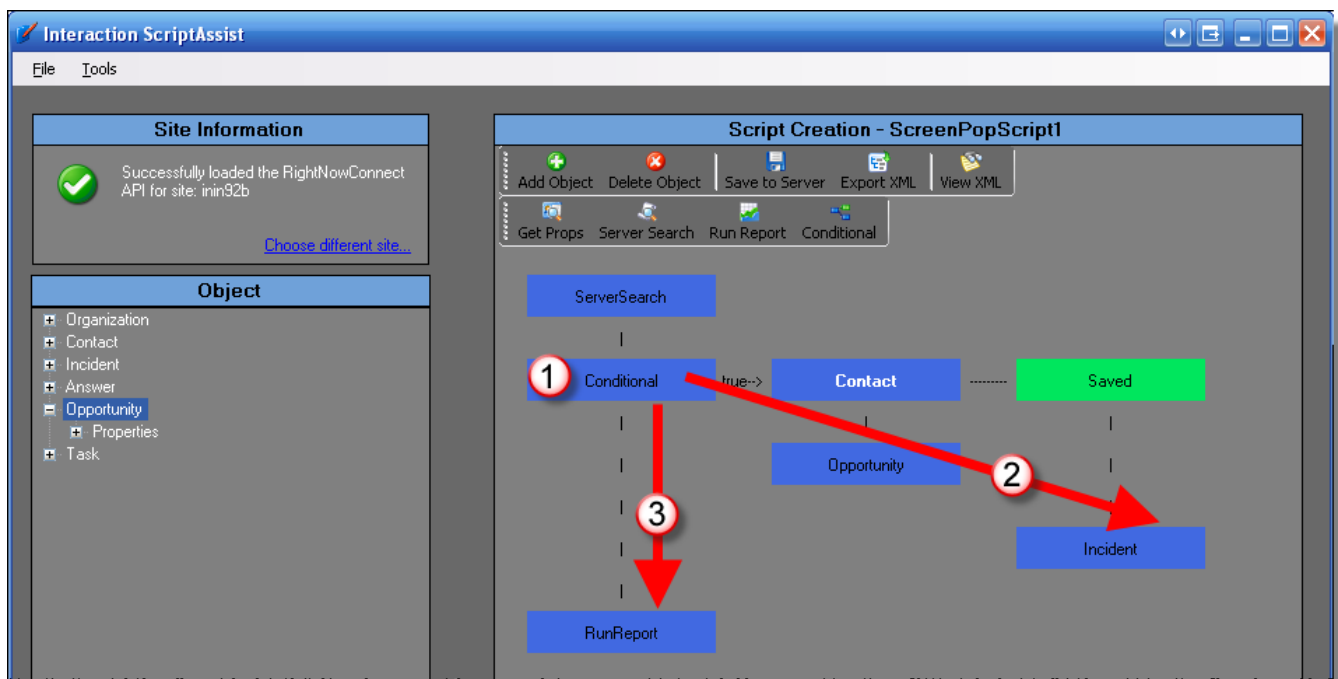 Interaction ScriptAssist
File Tools
Site Information
Successfully loaded the RightNowConnect
API for site: inin92b
Choose different site...
Object
Organization
Contact
Incident
Answer
Opportunity
Properties
Task
Script Creation - ScreenPopScript1
Add Object Delete Object Save to Server Export XML View XML
Get Props Server Search Run Report Conditional
ServerSearch
1 Conditional true--> Contact --------- Saved
Opportunity
2
3
Incident
RunReport